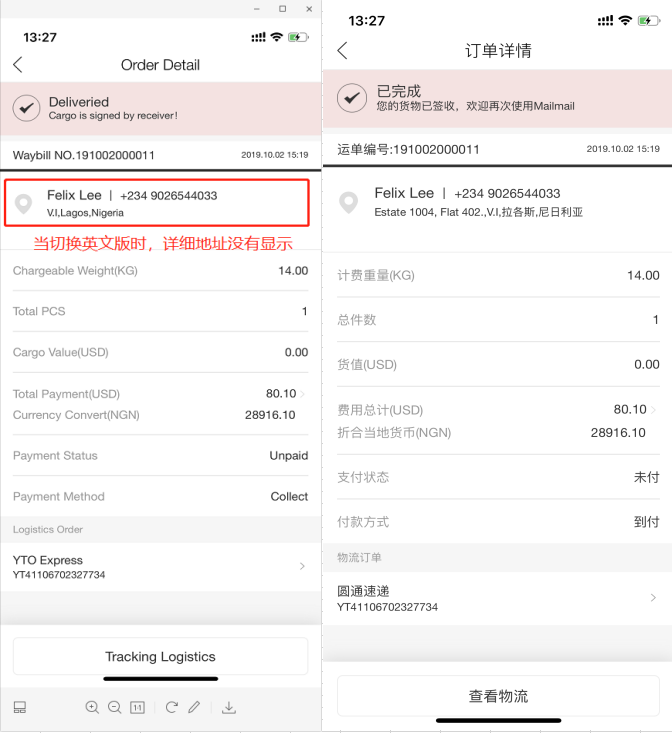 13:27
Order Detail
Deliveried
Cargo is signed by receiver!
Waybill NO.191002000011 2019.10.02 15:19
Felix Lee | +234 9026544033
V.I,Lagos,Nigeria
当切换英文版时，详细地址没有显示
Chargeable Weight(KG) 14.00
Total PCS 1
Cargo Value(USD) 0.00
Total Payment(USD) 80.10
Currency Convert(NGN) 28916.10
Payment Status Unpaid
Payment Method Collect
Logistics Order
YTO Express
YT41106702327734
Tracking Logistics
1:1
13:27
订单详情
已完成
您的货物已签收，欢迎再次使用Mailmail
运单编号:191002000011 2019.10.02 15:19
Felix Lee | +234 9026544033
Estate 1004, Flat 402.,V.I,拉各斯,尼日利亚
计费重量(KG) 14.00
总件数 1
货值(USD) 0.00
费用总计(USD) 80.10
折合当地货币(NGN) 28916.10
支付状态 未付
付款方式 到付
物流订单
圆通速递
YT41106702327734
查看物流